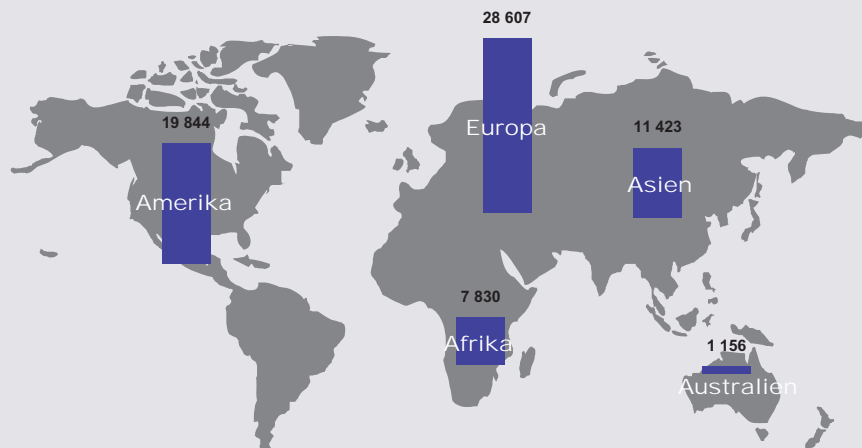 28 607
Europa
19 844
Amerika
11 423
Asien
7 830
Afrika
1 156
Australien